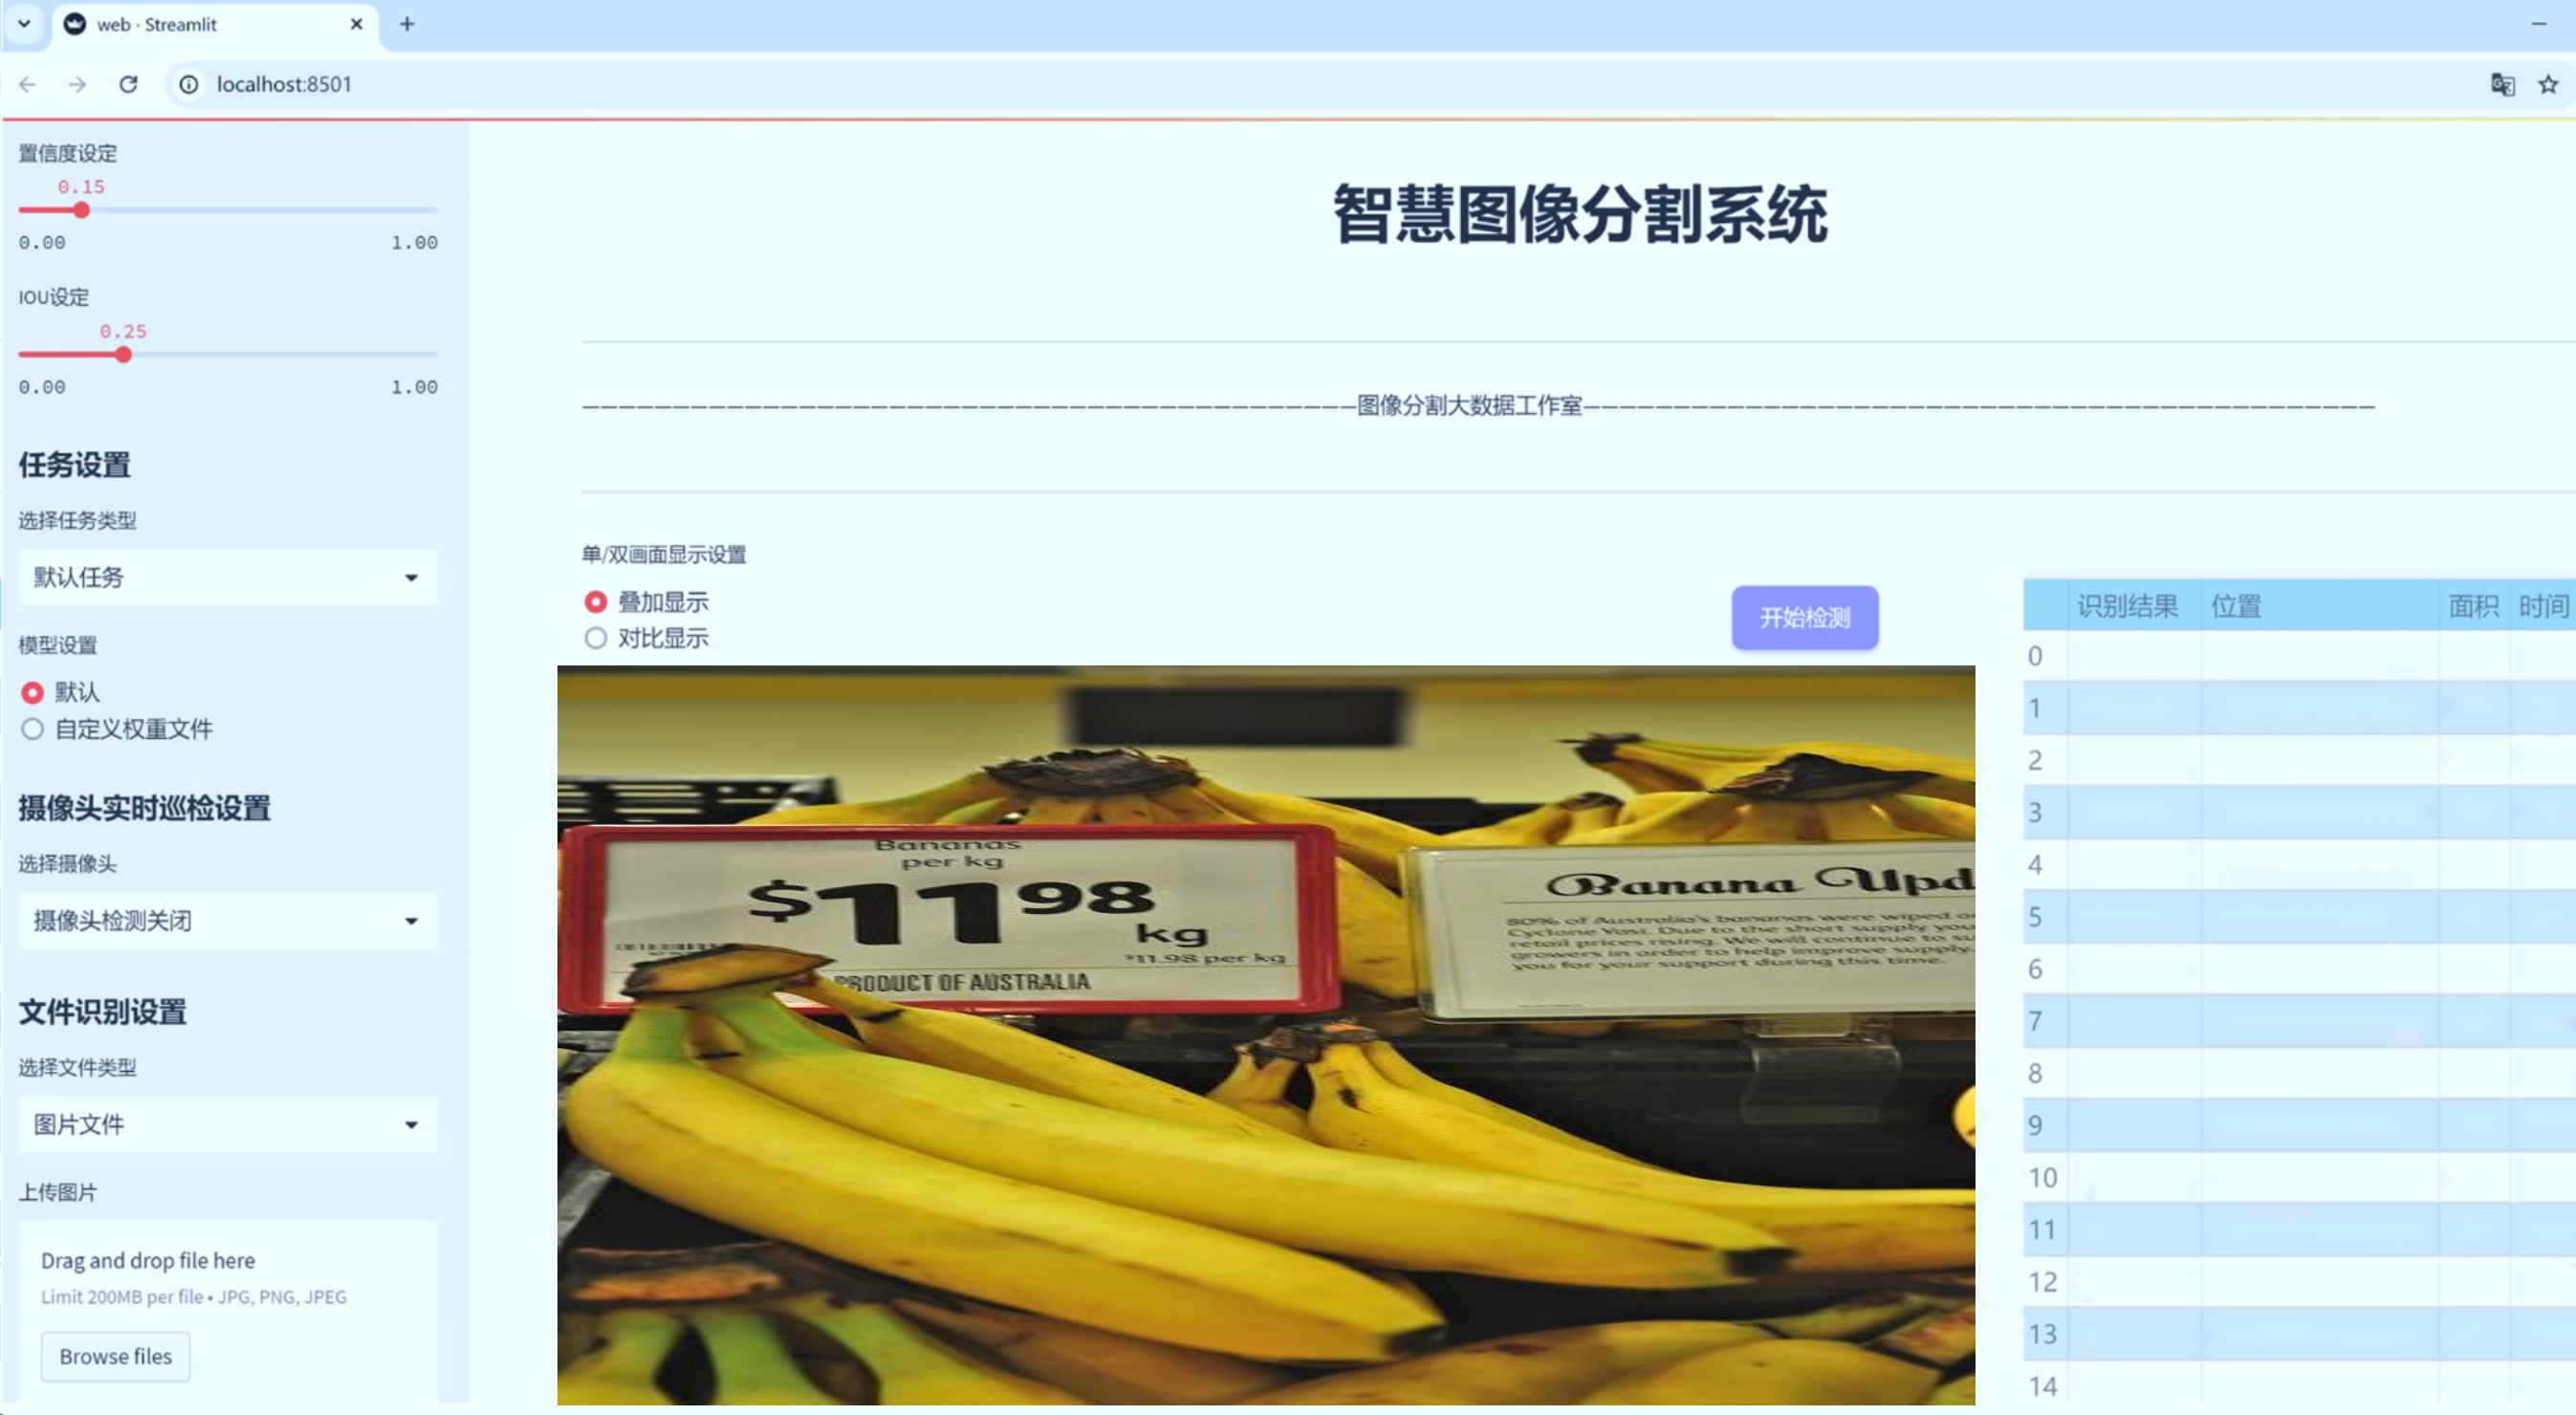 web · Streamlit
localhost:8501
置信度设定
0.15
0.00 1.00
IOU设定
0.25
0.00 1.00
任务设置
选择任务类型
默认任务
模型设置
默认
自定义权重文件
摄像头实时巡检设置
选择摄像头
摄像头检测关闭
文件识别设置
选择文件类型
图片文件
上传图片
Drag and drop file here
Limit 200MB per file • JPG, PNG, JPEG
Browse files
智慧图像分割系统
图像分割大数据工作室
单/双画面显示设置
叠加显示
对比显示
开始检测
Bananas
per kg
$11 98
kg
$11.98 per kg
PRODUCT OF AUSTRALIA
Banana Upd
80% of Australia's bananas were wiped
Cyclone Yasi. Due to the short supply you
retail prices rising. We will continue to su
growers in order to help improve supply.
you for your support during this time.
识别结果 位置 面积 时间
0
1
2
3
4
5
6
7
8
9
10
11
12
13
14